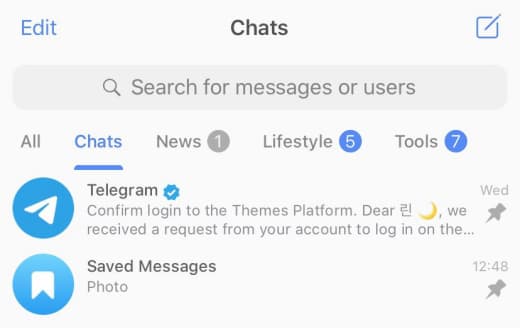 Edit
Chats
Search for messages or users
All
Chats
News 1
Lifestyle 5
Tools 7
Telegram
Wed
Confirm login to the Themes Platform. Dear 린 🌙, we
received a request from your account to log in on the...
Saved Messages
12:48
Photo